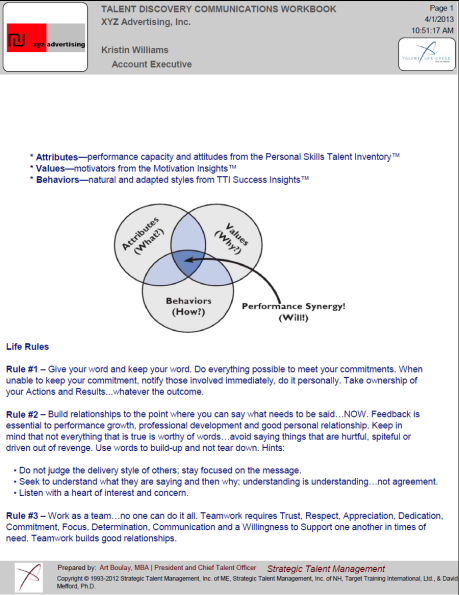 TALENT DISCOVERY COMMUNICATIONS WORKBOOK
XYZ Advertising, Inc.
Kristin Williams
Account Executive
Page 1
4/1/2013
10:51:17 AM
xyz advertising
* Attributes—performance capacity and attitudes from the Personal Skills Talent Inventory™
* Values—motivators from the Motivation Insights™
* Behaviors—natural and adapted styles from TTI Success Insights™
Attributes
(What?)
Values
(Why?)
Behaviors
(How?)
Performance Synergy!
(Will!)
Life Rules
Rule #1 – Give your word and keep your word. Do everything possible to meet your commitments. When
unable to keep your commitment, notify those involved immediately, do it personally. Take ownership of
your Actions and Results...whatever the outcome.
Rule #2 – Build relationships to the point where you can say what needs to be said…NOW. Feedback is
essential to performance growth, professional development and good personal relationship. Keep in
mind that not everything that is true is worthy of words…avoid saying things that are hurtful, spiteful or
driven out of revenge. Use words to build-up and not tear down. Hints:
• Do not judge the delivery style of others; stay focused on the message.
• Seek to understand what they are saying and then why; understanding is understanding…not agreement.
• Listen with a heart of interest and concern.
Rule #3 – Work as a team…no one can do it all. Teamwork requires Trust, Respect, Appreciation, Dedication,
Commitment, Focus, Determination, Communication and a Willingness to Support one another in times of
need. Teamwork builds good relationships.
Prepared by: Art Boulay, MBA | President and Chief Talent Officer Strategic Talent Management
Copyright © 1993-2012 Strategic Talent Management, Inc. of ME, Strategic Talent Management, Inc. of NH, Target Training International, Ltd., & David
Mefford, Ph.D.